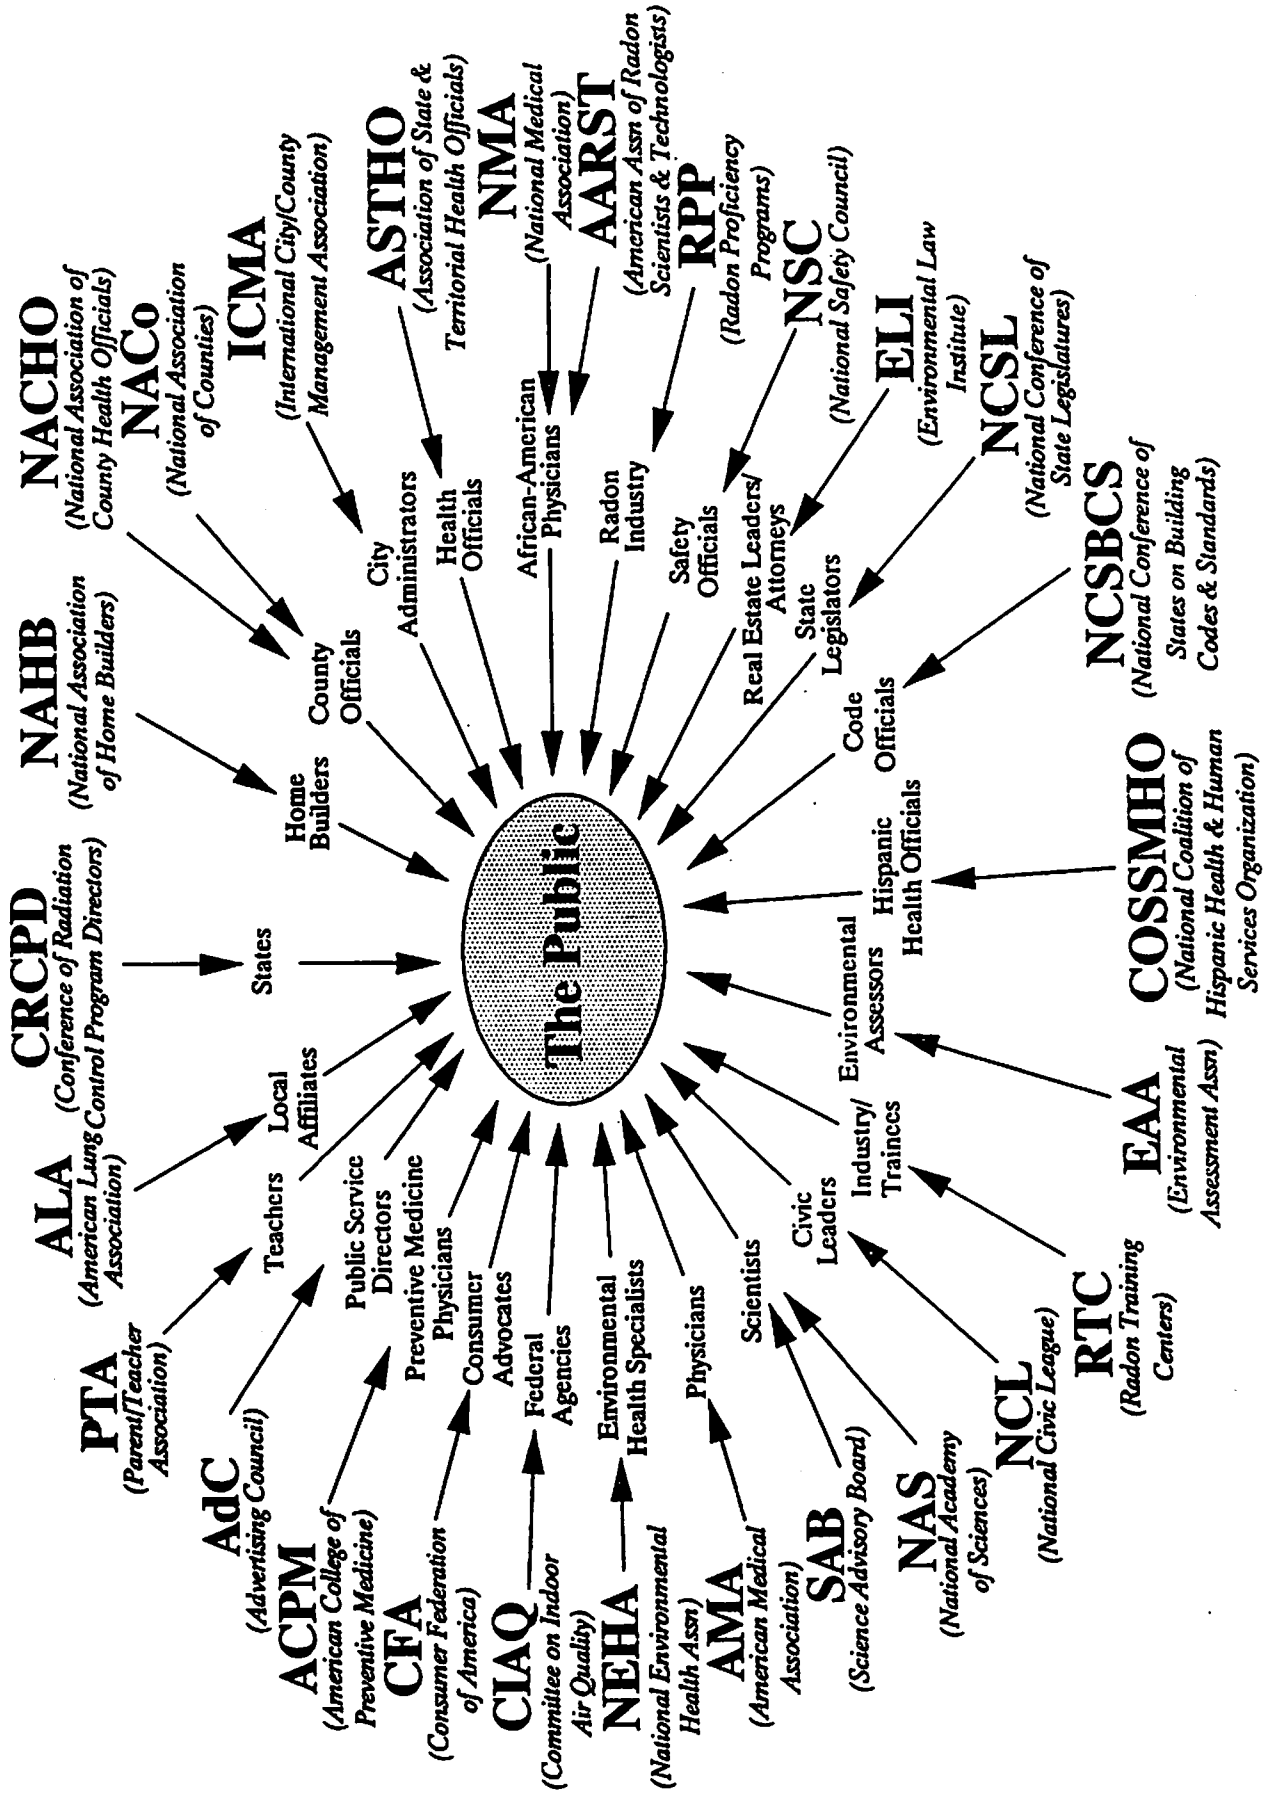 CRCPD
(Conference of Radiation
Control Program Directors)
States
NAHB
(National Association
of Home Builders)
Home
Builders
NACHO
(National Association of
County Health Officials)
NACo
(National Association
of Counties)
County
Officials
ICMA
(International City/County
Management Association)
City
Administrators
ASTHO
(Association of State &
Territorial Health Officials)
Health
Officials
NMA
(National Medical
Association)
African-American
Physicians
AARST
(American Assn of Radon
Scientists & Technologists)
RPP
(Radon Proficiency
Programs)
Radon
Industry
NSC
(National Safety Council)
Safety
Officials
ELI
(Environmental Law
Institute)
Real Estate Leaders/
Attorneys
NCSL
(National Conference of
State Legislatures)
State
Legislators
NCSBCS
(National Conference of
States on Building
Codes & Standards)
Code
Officials
COSSMHO
(National Coalition of
Hispanic Health & Human
Services Organization)
Hispanic
Health Officials
EAA
(Environmental
Assessment Assn)
Environmental
Assessors
RTC
(Radon Training
Centers)
Industry/
Trainees
NCL
(National Civic League)
Civic
Leaders
NAS
(National Academy
of Sciences)
SAB
(Science Advisory Board)
Scientists
AMA
(American Medical
Association)
Physicians
NEHA
(National Environmental
Health Assn)
Environmental
Health Specialists
CIAQ
(Committee on Indoor
Air Quality)
Federal
Agencies
CFA
(Consumer Federation
of America)
Consumer
Advocates
ACPM
(American College of
Preventive Medicine)
Preventive Medicine
Physicians
AdC
(Advertising Council)
Public Service
Directors
PTA
(Parent/Teacher
Association)
Teachers
ALA
(American Lung
Association)
Local
Affiliates
The Public